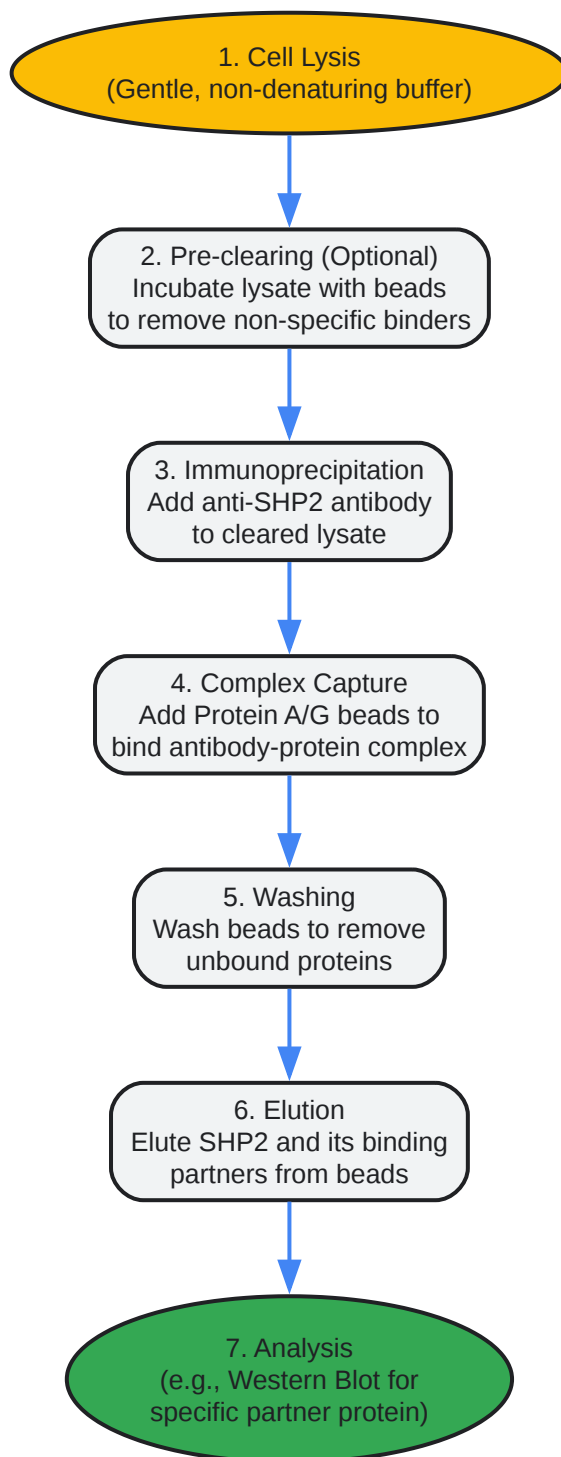 1. Cell Lysis
(Gentle, non-denaturing buffer)
2. Pre-clearing (Optional)
Incubate lysate with beads
to remove non-specific binders
3. Immunoprecipitation
Add anti-SHP2 antibody
to cleared lysate
4. Complex Capture
Add Protein A/G beads to
bind antibody-protein complex
5. Washing
Wash beads to remove
unbound proteins
6. Elution
Elute SHP2 and its binding
partners from beads
7. Analysis
(e.g., Western Blot for
specific partner protein)